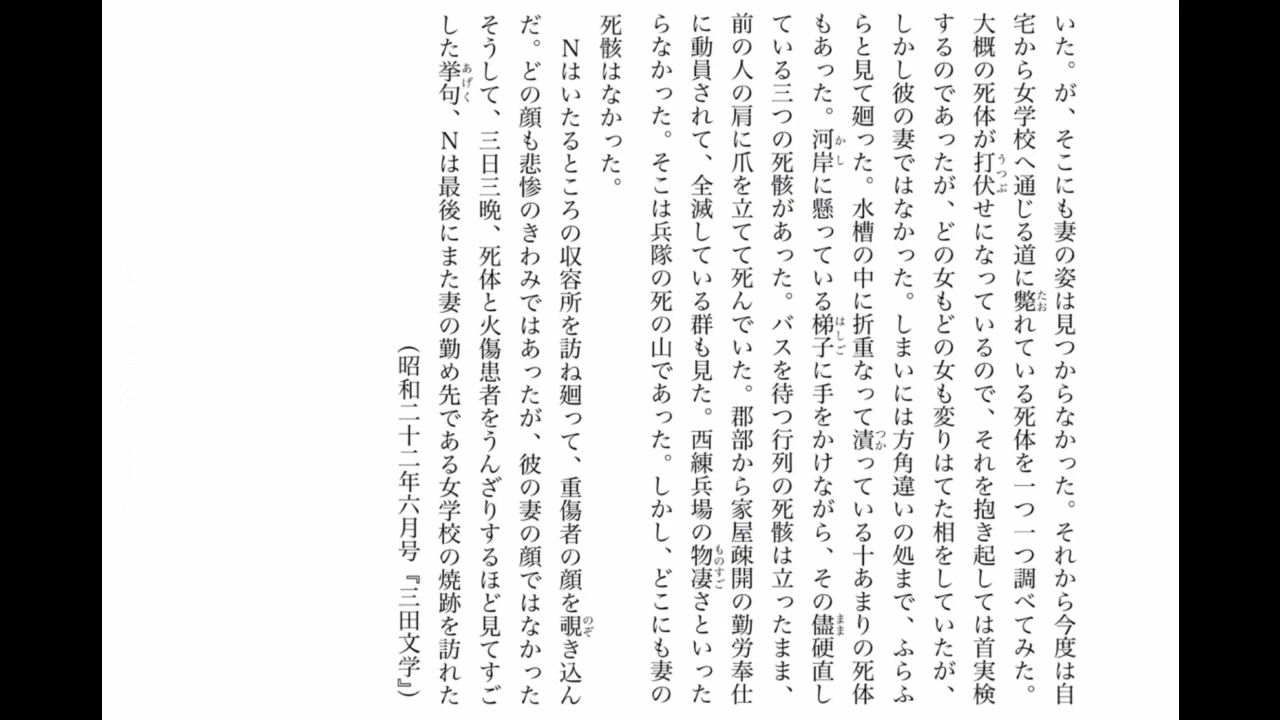 いた。が、そこにも妻の姿は見つからなかった。それから今度は自
宅から女学校へ通じる道に斃れている死体を一つ一つ調べてみた。
大概の死体が打伏せになっているので、それを抱き起しては首実検
するのであったが、どの女もどの女も変りはてた相をしていたが、
しかし彼の妻ではなかった。しまいには方角違いの処まで、ふらふ
らと見て廻った。水槽の中に折重なって漬っている十あまりの死体
もあった。河岸に懸っている梯子に手をかけながら、その儘硬直し
ている三つの死骸があった。バスを待つ行列の死骸は立ったまま、
前の人の肩に爪を立てて死んでいた。郡部から家屋疎開の勤労奉仕
に動員されて、全滅している群も見た。西練兵場の物凄さといった
らなかった。そこは兵隊の死の山であった。しかし、どこにも妻の
死骸はなかった。
Nはいたるところの収容所を訪ね廻って、重傷者の顔を覗き込ん
だ。どの顔も悲惨のきわみではあったが、彼の妻の顔ではなかった
そうして、三日三晩、死体と火傷患者をうんざりするほど見てすご
した挙句、Nは最後にまた妻の勤め先である女学校の焼跡を訪れた
（昭和二十二年六月号『三田文学』）